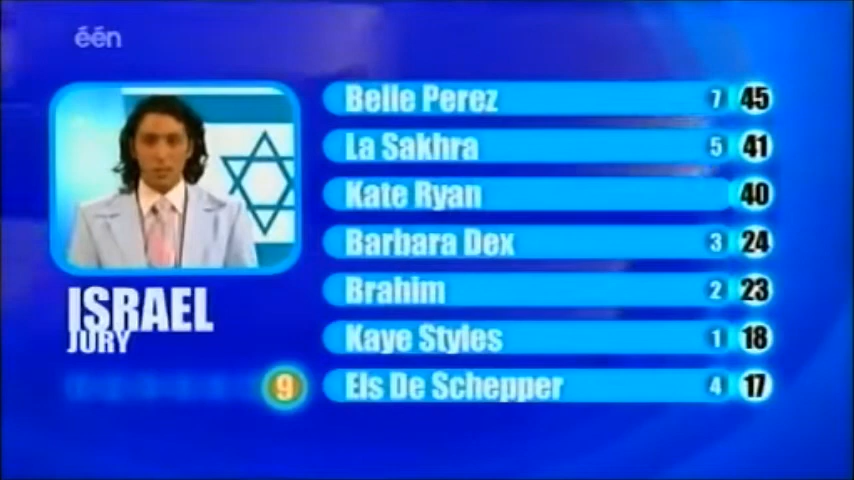 één
Belle Perez 7 45
La Sakhra 5 41
Kate Ryan 40
Barbara Dex 3 24
Brahim 2 23
Kaye Styles 1 18
Els De Schepper 4 17
ISRAEL
JURY
9